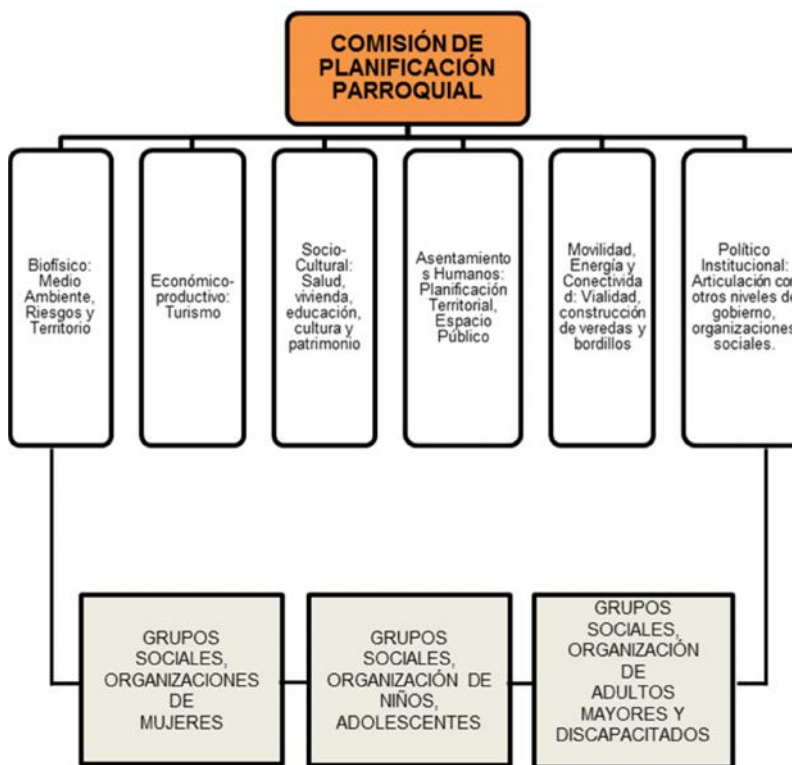 COMISIÓN DE
PLANIFICACIÓN
PARROQUIAL
Biofísico:
Medio
Ambiente,
Riesgos y
Territorio
Económico-
productivo:
Turismo
Socio-
Cultural:
Salud,
vivienda,
educación,
cultura y
patrimonio
Asentamiento
s Humanos:
Planificación
Territorial,
Espacio
Público
Movilidad,
Energía y
Conectivida
d: Vialidad,
construcción
de veredas y
bordillos
Político
Institucional:
Articulación con
otros niveles de
gobierno,
organizaciones
sociales.
GRUPOS
SOCIALES,
ORGANIZACIONES
DE
MUJERES
GRUPOS
SOCIALES,
ORGANIZACIÓN DE
NIÑOS,
ADOLESCENTES
GRUPOS
SOCIALES,
ORGANIZACIÓN
DE
ADULTOS
MAYORES Y
DISCAPACITADOS